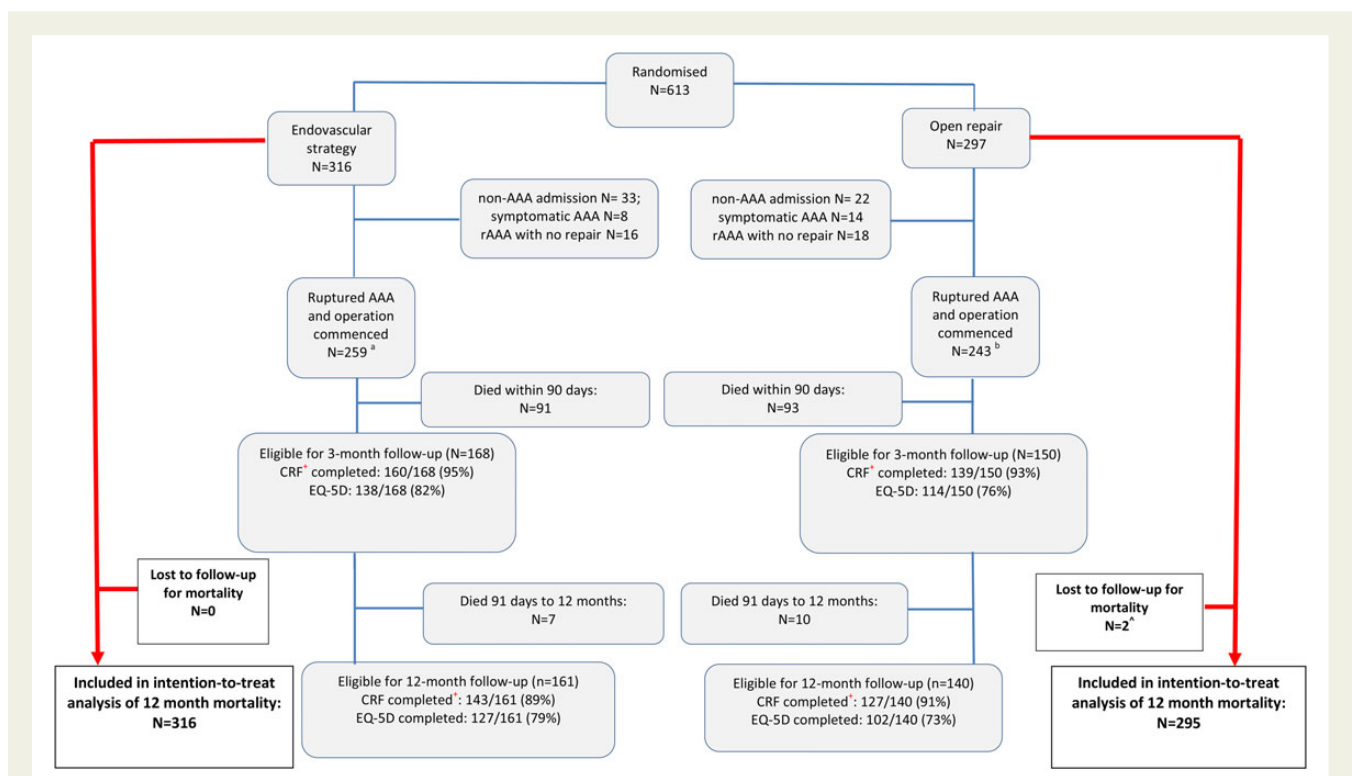 Randomised
N=613
Endovascular
strategy
N=316
Open repair
N=297
non-AAA admission N= 33;
symptomatic AAA N=8
rAAA with no repair N=16
non-AAA admission N= 22
symptomatic AAA N=14
rAAA with no repair N=18
Ruptured AAA
and operation
commenced
N=259 a
Ruptured AAA
and operation
commenced
N=243 b
Died within 90 days:
N=91
Died within 90 days:
N=93
Eligible for 3-month follow-up (N=168)
CRF+ completed: 160/168 (95%)
EQ-5D: 138/168 (82%)
Eligible for 3-month follow-up (N=150)
CRF+ completed: 139/150 (93%)
EQ-5D: 114/150 (76%)
Lost to follow-up
for mortality
N=0
Died 91 days to 12 months:
N=7
Died 91 days to 12 months:
N=10
Lost to follow-up for
mortality
N=2^
Included in intention-to-treat
analysis of 12 month mortality:
N=316
Eligible for 12-month follow-up (n=161)
CRF completed+: 143/161 (89%)
EQ-5D completed: 127/161 (79%)
Eligible for 12-month follow-up (n=140)
CRF completed+: 127/140 (91%)
EQ-5D completed: 102/140 (73%)
Included in intention-to-treat
analysis of 12 month mortality:
N=295